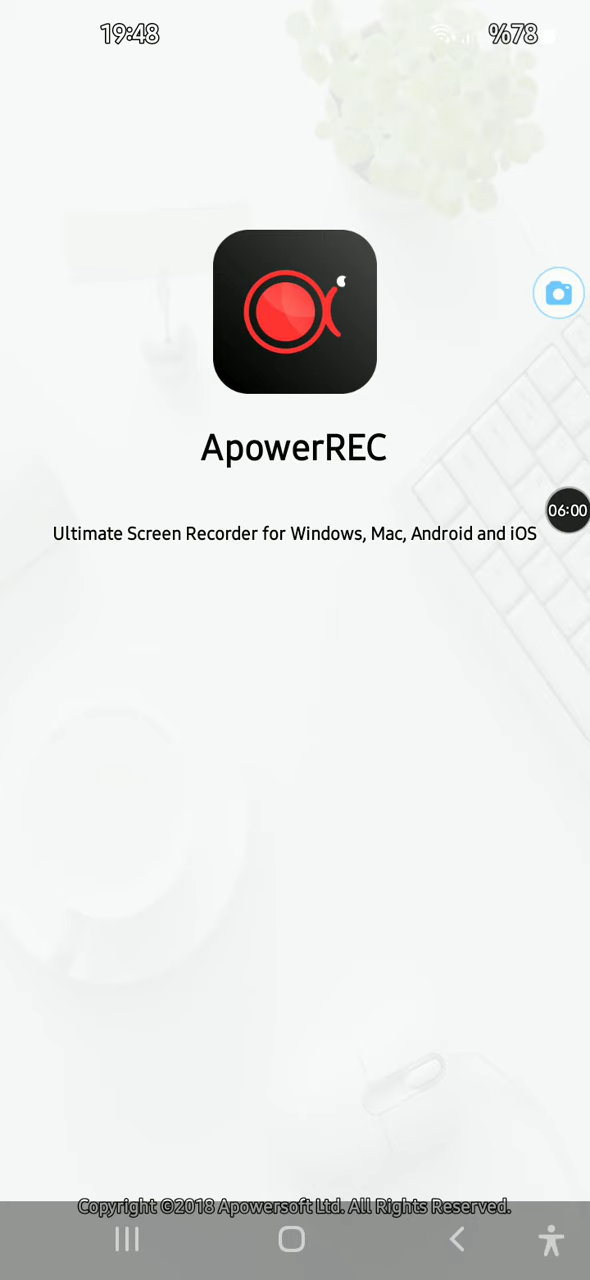 19:48 %78
ApowerREC
06:00
Ultimate Screen Recorder for Windows, Mac, Android and iOS
Copyright ©2018 Apowersoft Ltd. All Rights Reserved.